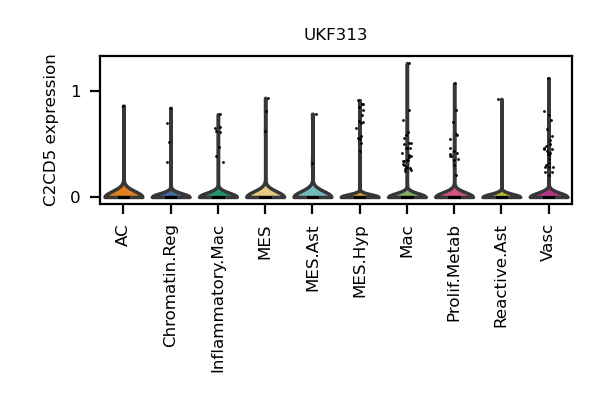 UKF313
C2CD5 expression
1
0
AC
Chromatin.Reg
Inflammatory.Mac
MES
MES.Ast
MES.Hyp
Mac
Prolif.Metab
Reactive.Ast
Vasc